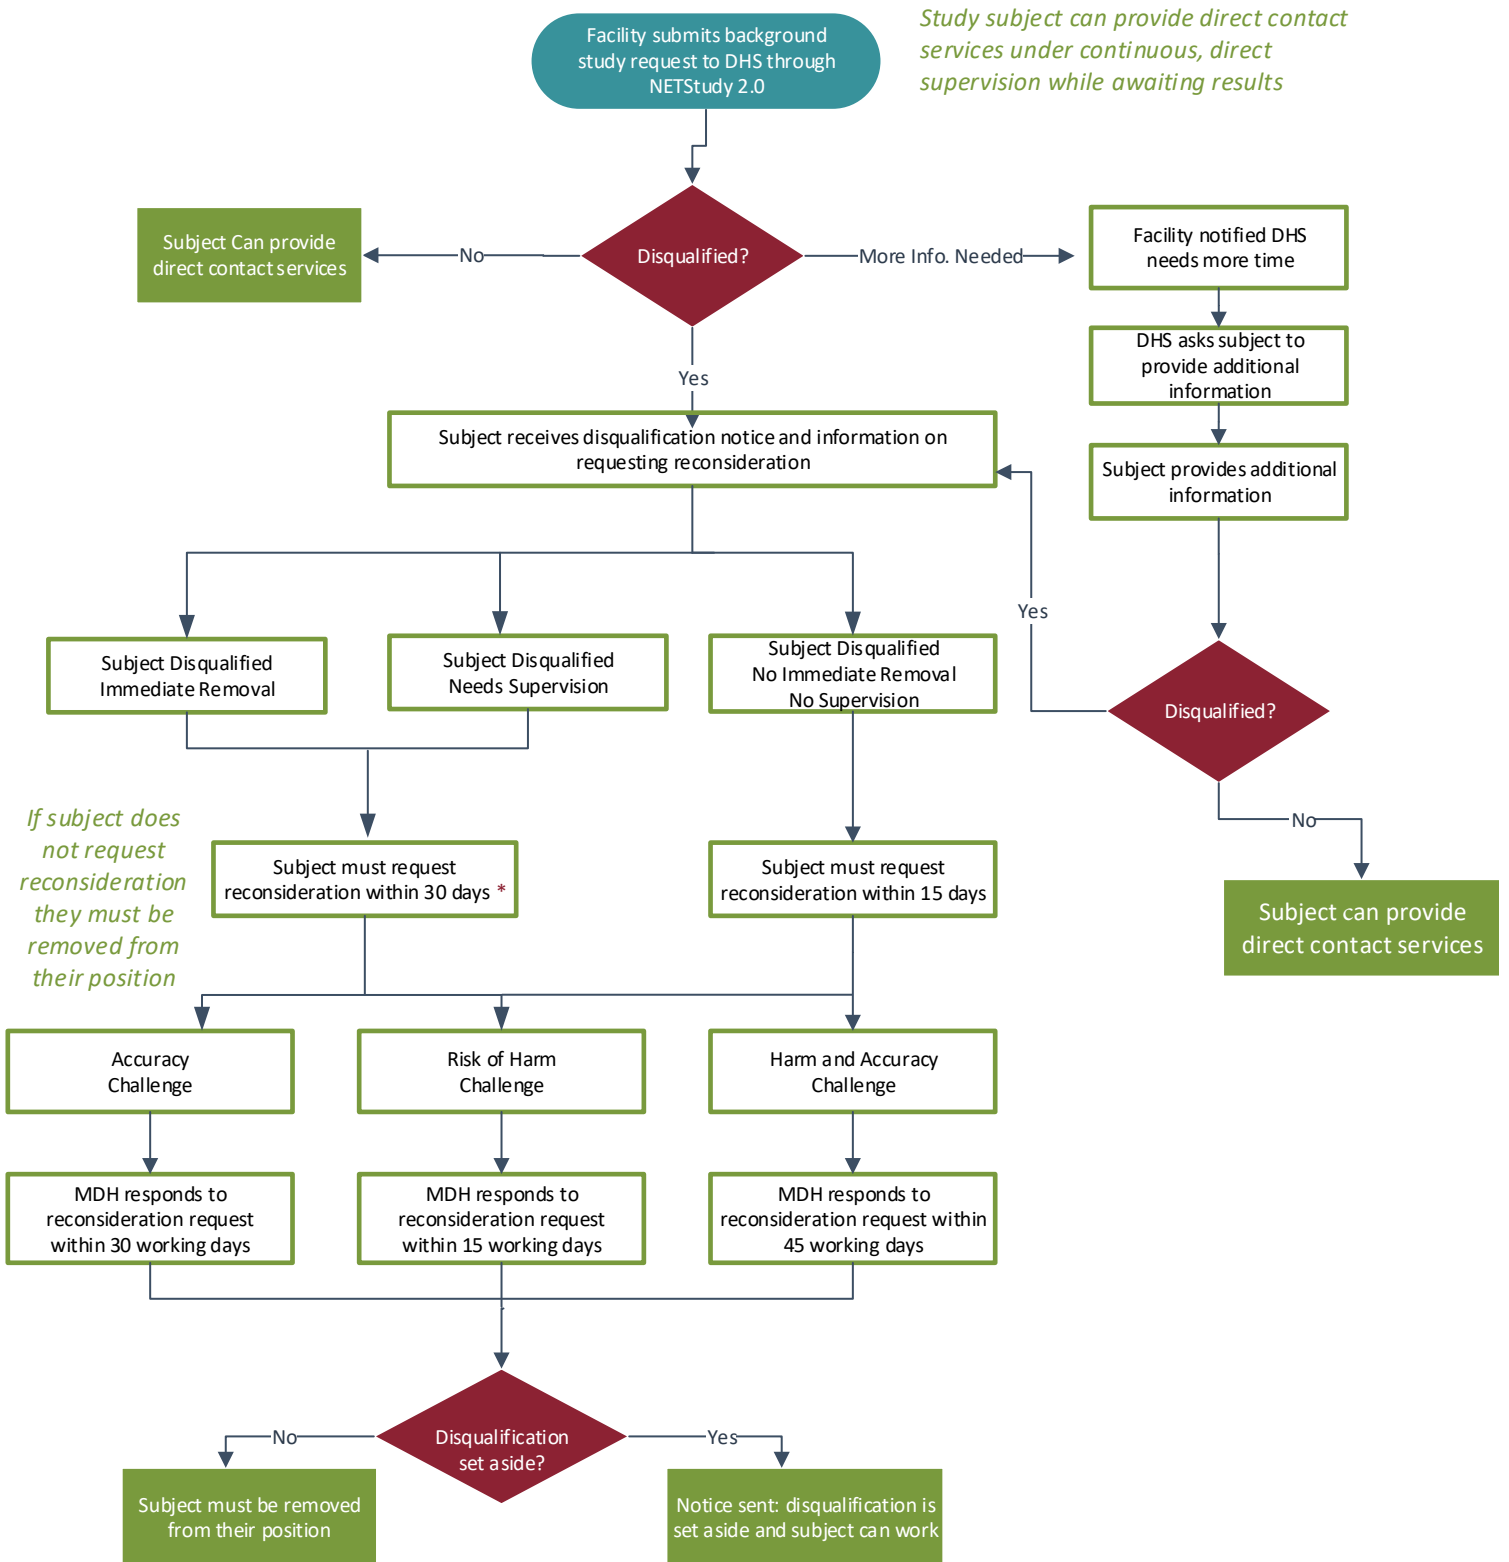 Facility submits background
study request to DHS through
NETStudy 2.0
Study subject can provide direct contact
services under continuous, direct
supervision while awaiting results
Subject Can provide
direct contact services
No
Disqualified?
More Info. Needed
Facility notified DHS
needs more time
DHS asks subject to
provide additional
information
Yes
Subject receives disqualification notice and information on
requesting reconsideration
Subject provides additional
information
Yes
Subject Disqualified
Immediate Removal
Subject Disqualified
Needs Supervision
Subject Disqualified
No Immediate Removal
No Supervision
Disqualified?
No
If subject does
not request
reconsideration
they must be
removed from
their position
Subject must request
reconsideration within 30 days *
Subject must request
reconsideration within 15 days
Subject can provide
direct contact services
Accuracy
Challenge
Risk of Harm
Challenge
Harm and Accuracy
Challenge
MDH responds to
reconsideration request
within 30 working days
MDH responds to
reconsideration request
within 15 working days
MDH responds to
reconsideration request within
45 working days
No
Disqualification
set aside?
Yes
Subject must be removed
from their position
Notice sent: disqualification is
set aside and subject can work